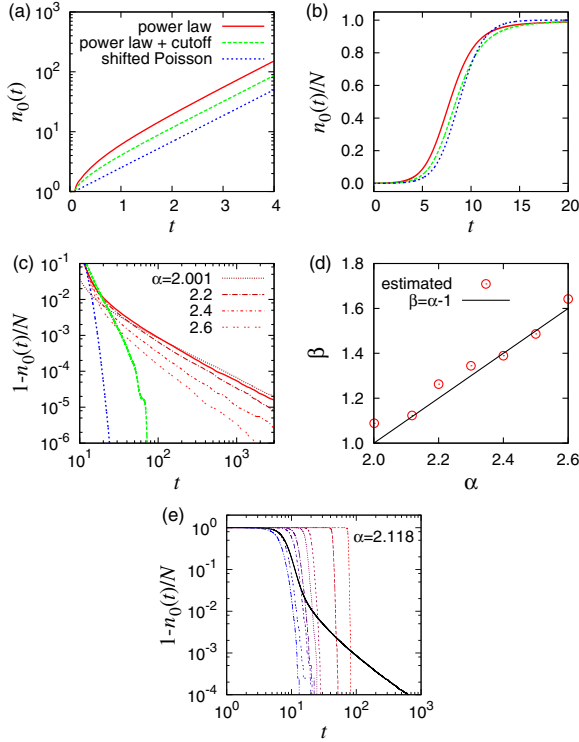 (a)
n₀(t)
10³
10²
10¹
10⁰
power law
power law + cutoff
shifted Poisson
0 1 2 3 4
t
(b)
n₀(t)/N
1.0
0.8
0.6
0.4
0.2
0.0
0 5 10 15 20
t
(c)
1-n₀(t)/N
10⁻¹
10⁻²
10⁻³
10⁻⁴
10⁻⁵
10⁻⁶
α=2.001
2.2
2.4
2.6
10¹ 10² 10³
t
(d)
β
1.8
1.6
1.4
1.2
1.0
estimated
β=α-1
2.0 2.2 2.4 2.6
α
(e)
1-n₀(t)/N
10⁰
10⁻¹
10⁻²
10⁻³
10⁻⁴
α=2.118
10⁰ 10¹ 10² 10³
t